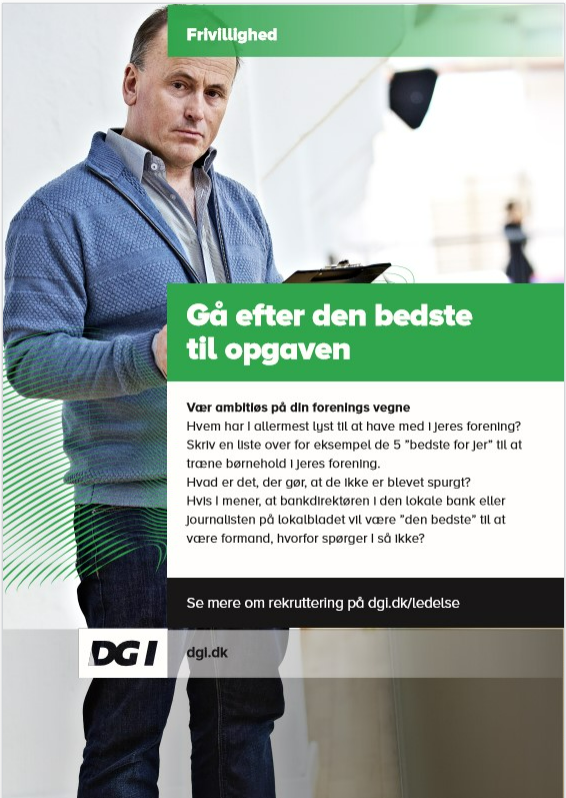 Frivillighed
Gå efter den bedste
til opgaven
Vær ambitiøs på din forenings vegne
Hvem har I allermest lyst til at have med i jeres forening?
Skriv en liste over for eksempel de 5 ”bedste for jer” til at
træne børnehold i jeres forening.
Hvad er det, der gør, at de ikke er blevet spurgt?
Hvis I mener, at bankdirektøren i den lokale bank eller
journalisten på lokalbladet vil være ”den bedste” til at
være formand, hvorfor spørger I så ikke?
Se mere om rekruttering på dgi.dk/ledelse
DGI
dgi.dk